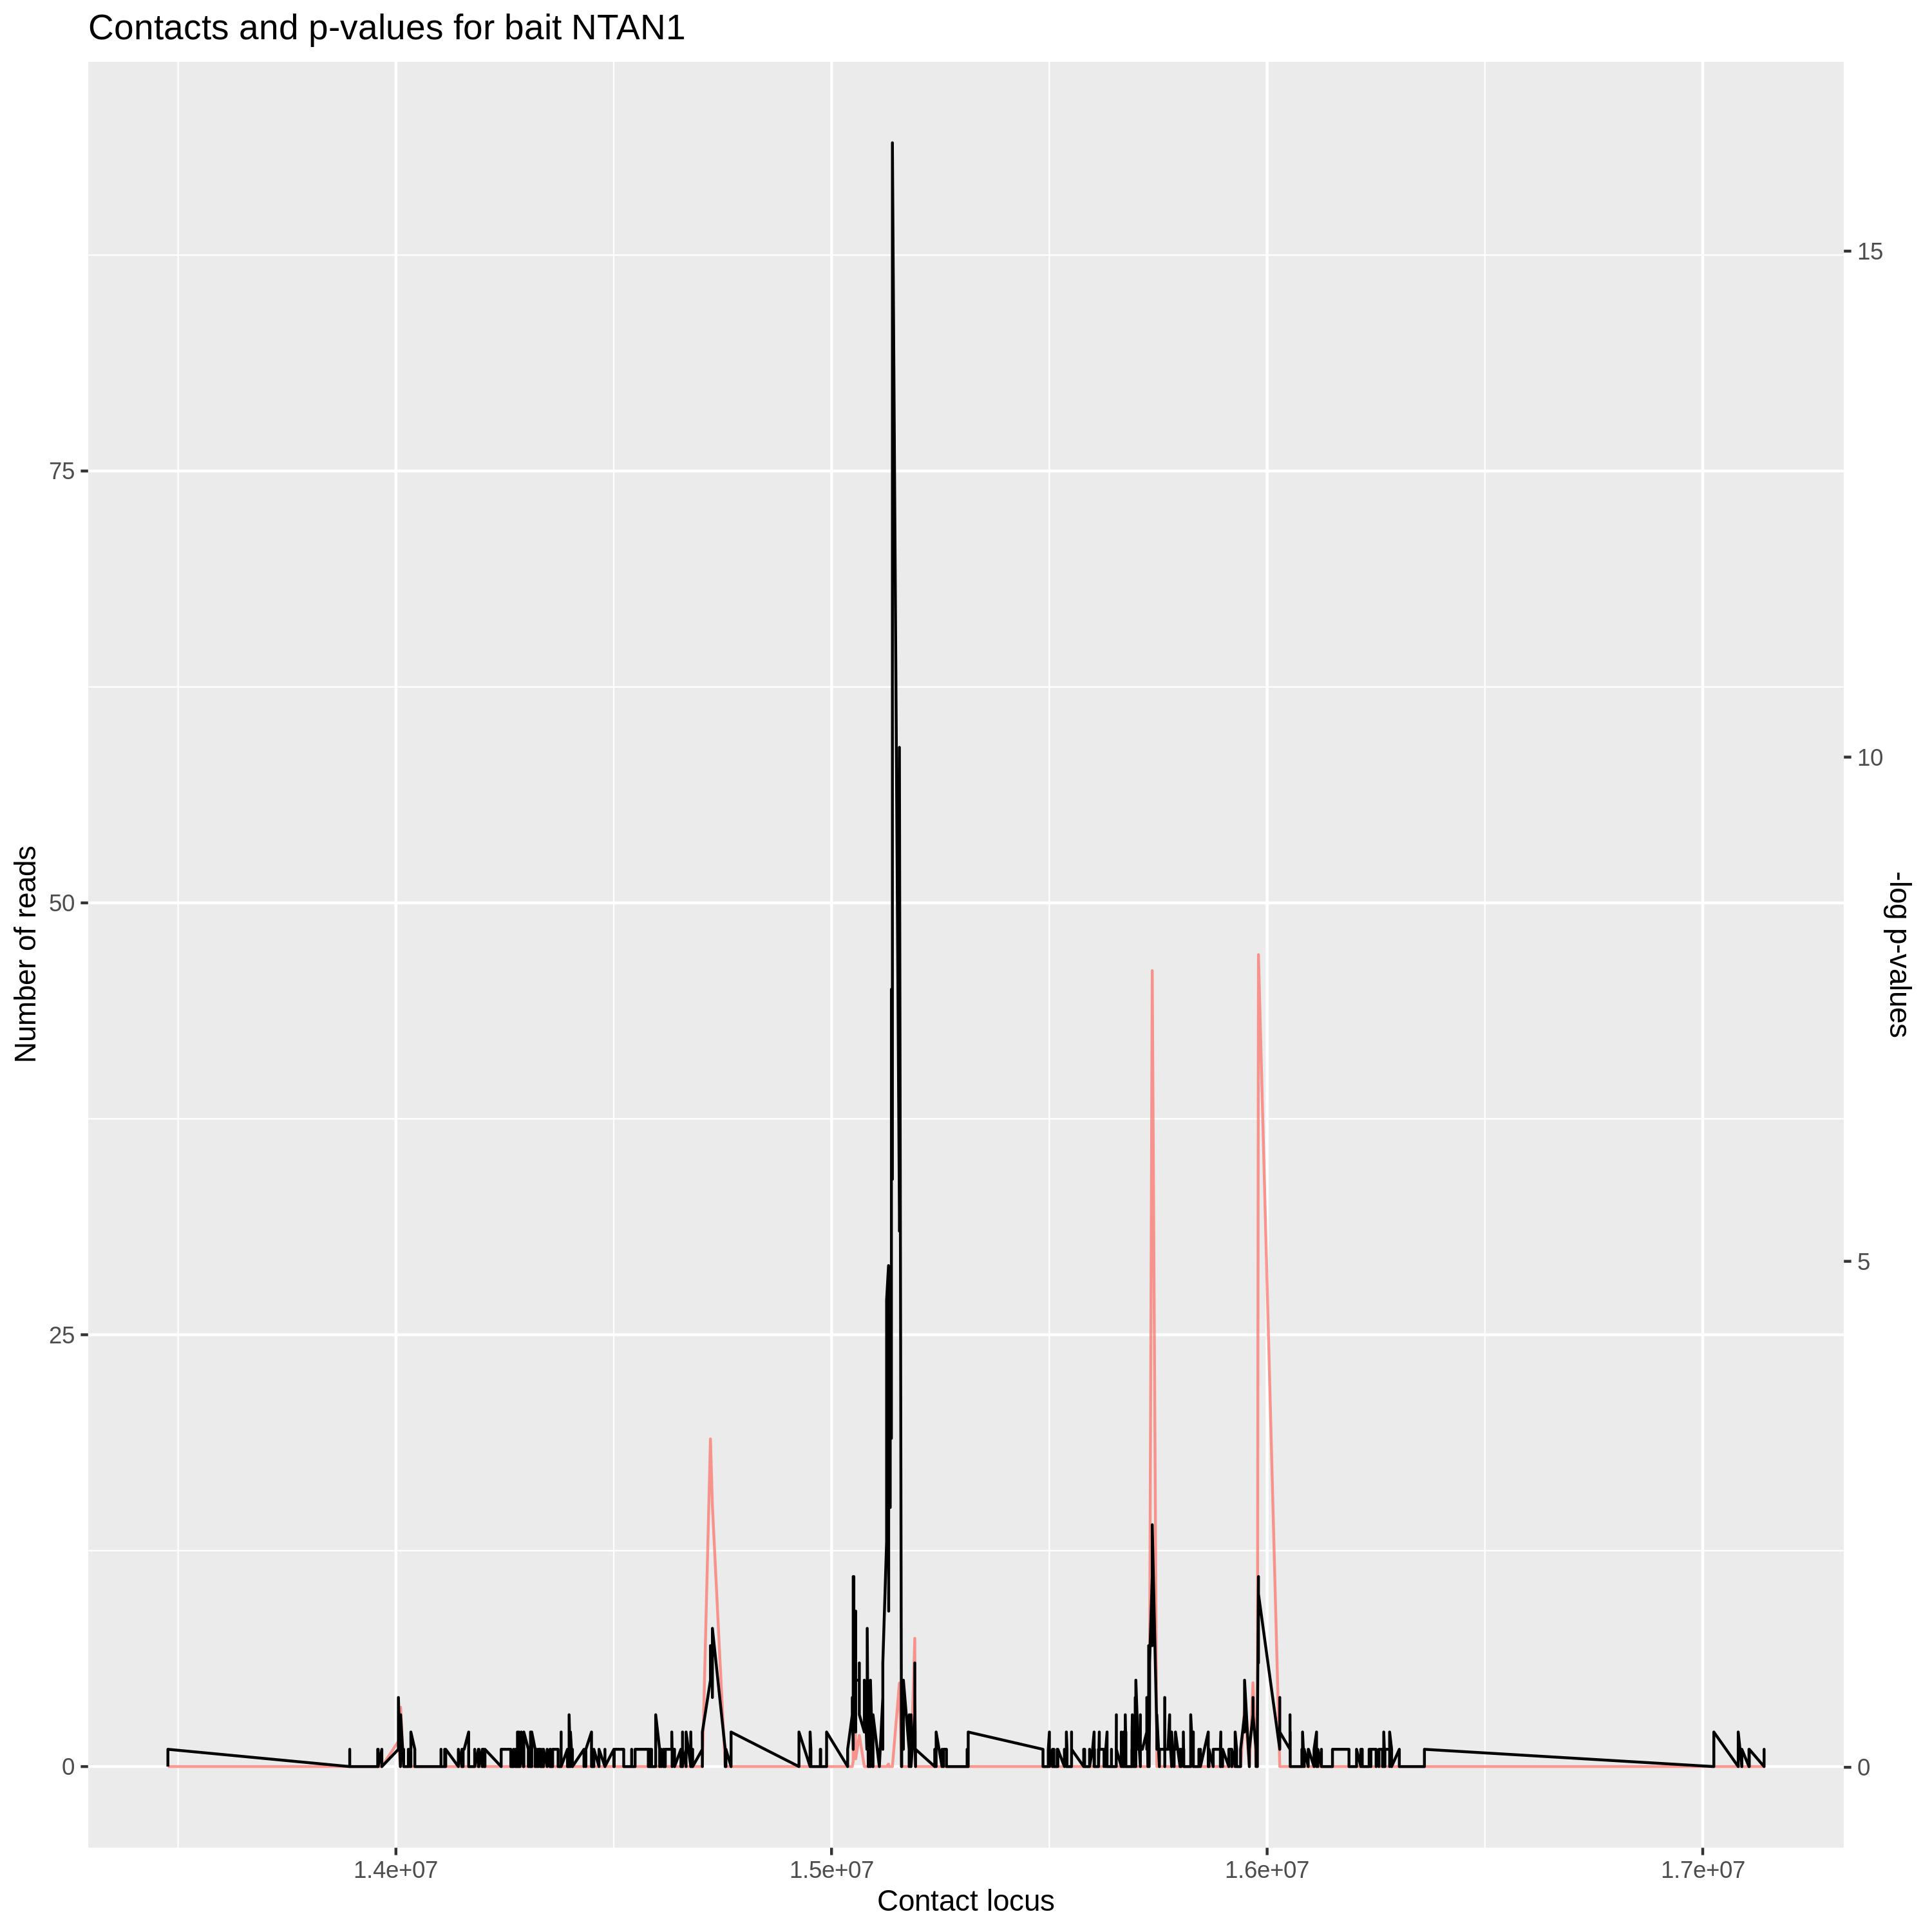 Contacts and p-values for bait NTAN1
Number of reads
75
50
25
0
15
10
5
0
-log p-values
1.4e+07
1.5e+07
1.6e+07
1.7e+07
Contact locus